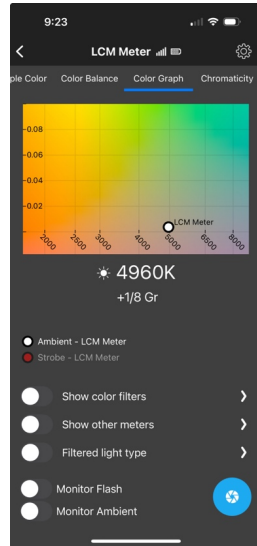 9:23
LCM Meter
ple Color Color Balance Color Graph Chromaticity
-0.08
-0.06
-0.04
-0.02
LCM Meter
2000 2500 3000 4000 5000 6500 8000
4960K
+1/8 Gr
Ambient - LCM Meter
Strobe - LCM Meter
Show color filters
Show other meters
Filtered light type
Monitor Flash
Monitor Ambient